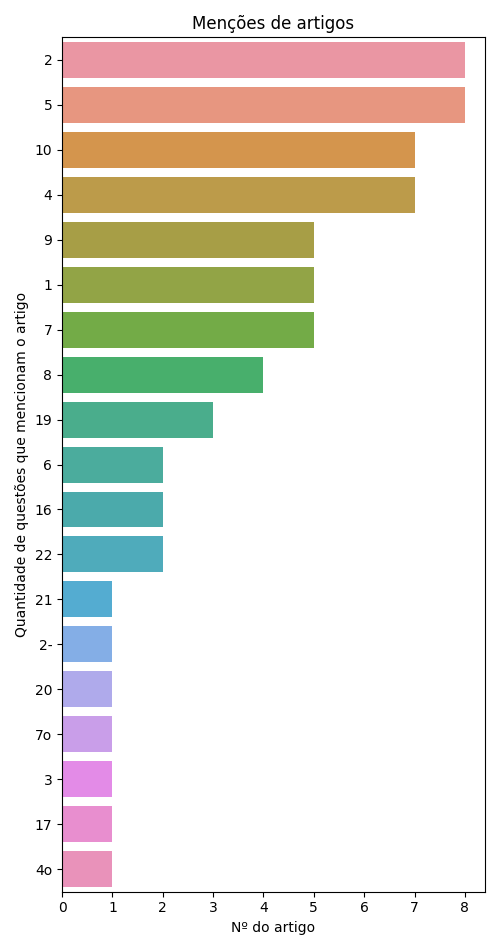 Menções de artigos
Quantidade de questões que mencionam o artigo
2
5
10
4
9
1
7
8
19
6
16
22
21
2-
20
7o
3
17
4o
0 1 2 3 4 5 6 7 8
Nº do artigo